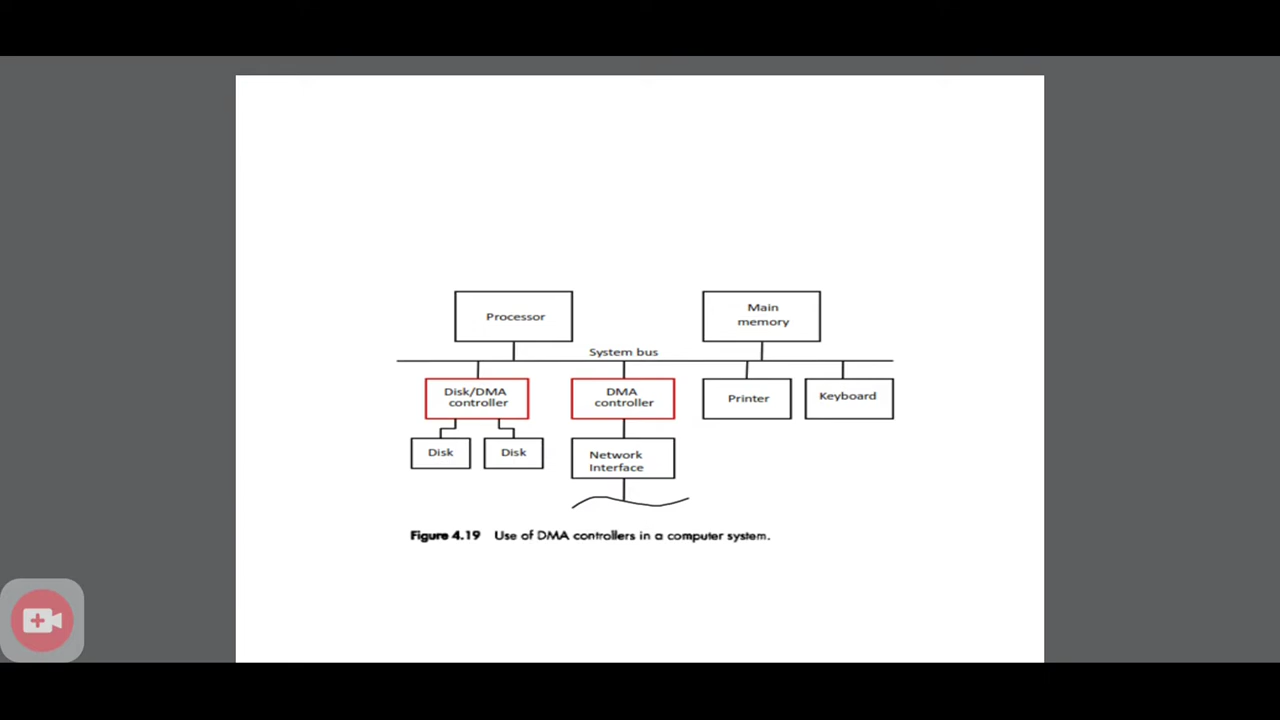 Processor
Main
memory
System bus
Disk/DMA
controller
DMA
controller
Printer
Keyboard
Disk
Disk
Network
Interface
Figure 4.19 Use of DMA controllers in a computer system.